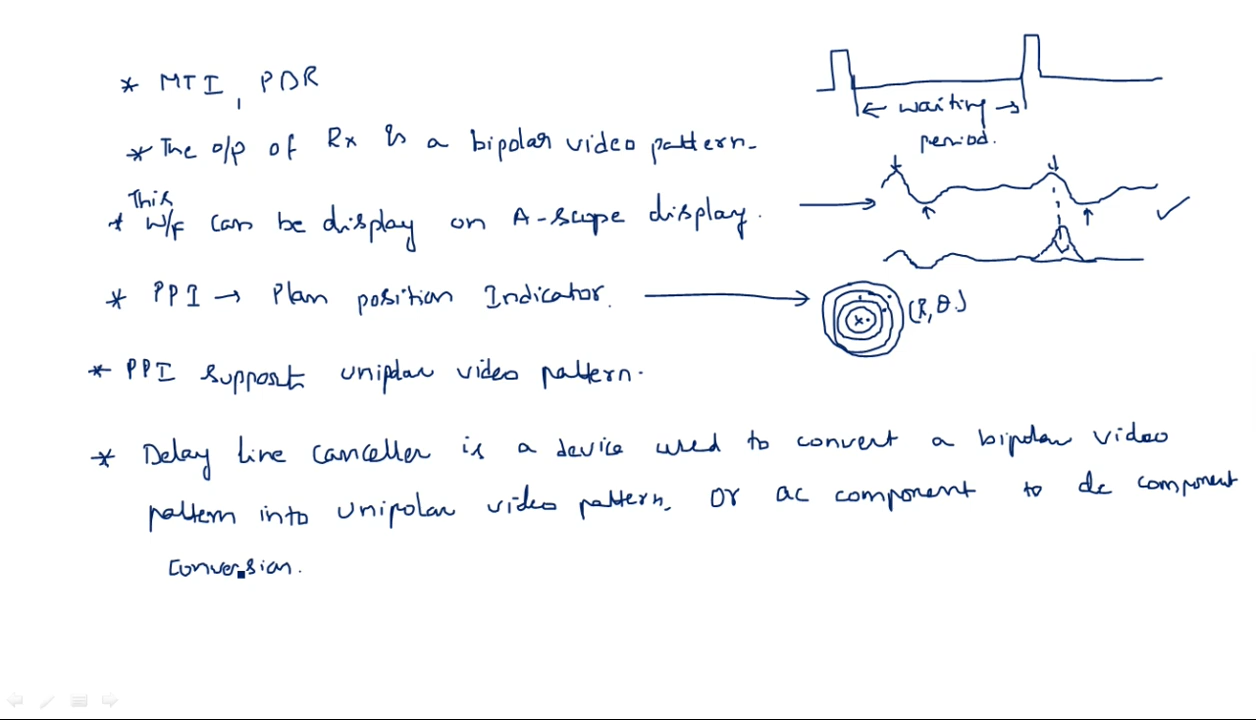 * MTI, PDR
* The o/p of Rx is a bipolar video pattern.
This
* W/F can be display on A-scope display.
* PPI → Plan position Indicator.
* PPI support unipolar video pattern.
* Delay line canceller is a device used to convert a bipolar video
pattern into unipolar video pattern, or ac component to dc component
conversion.
← waiting →
period.
(R,θ)